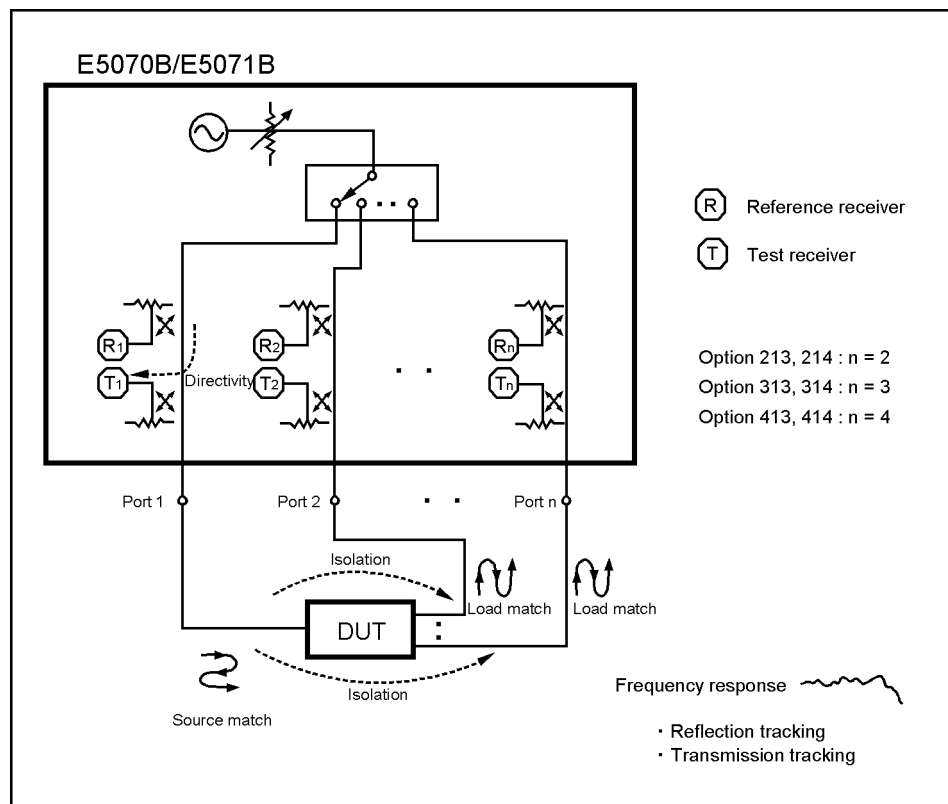 E5070B/E5071B
R Reference receiver
T Test receiver
R1
R2
Rn
T1
Directivity
T2
Tn
Option 213, 214 : n = 2
Option 313, 314 : n = 3
Option 413, 414 : n = 4
Port 1
Port 2
Port n
Isolation
Load match
Load match
DUT
Isolation
Source match
Frequency response
· Reflection tracking
· Transmission tracking